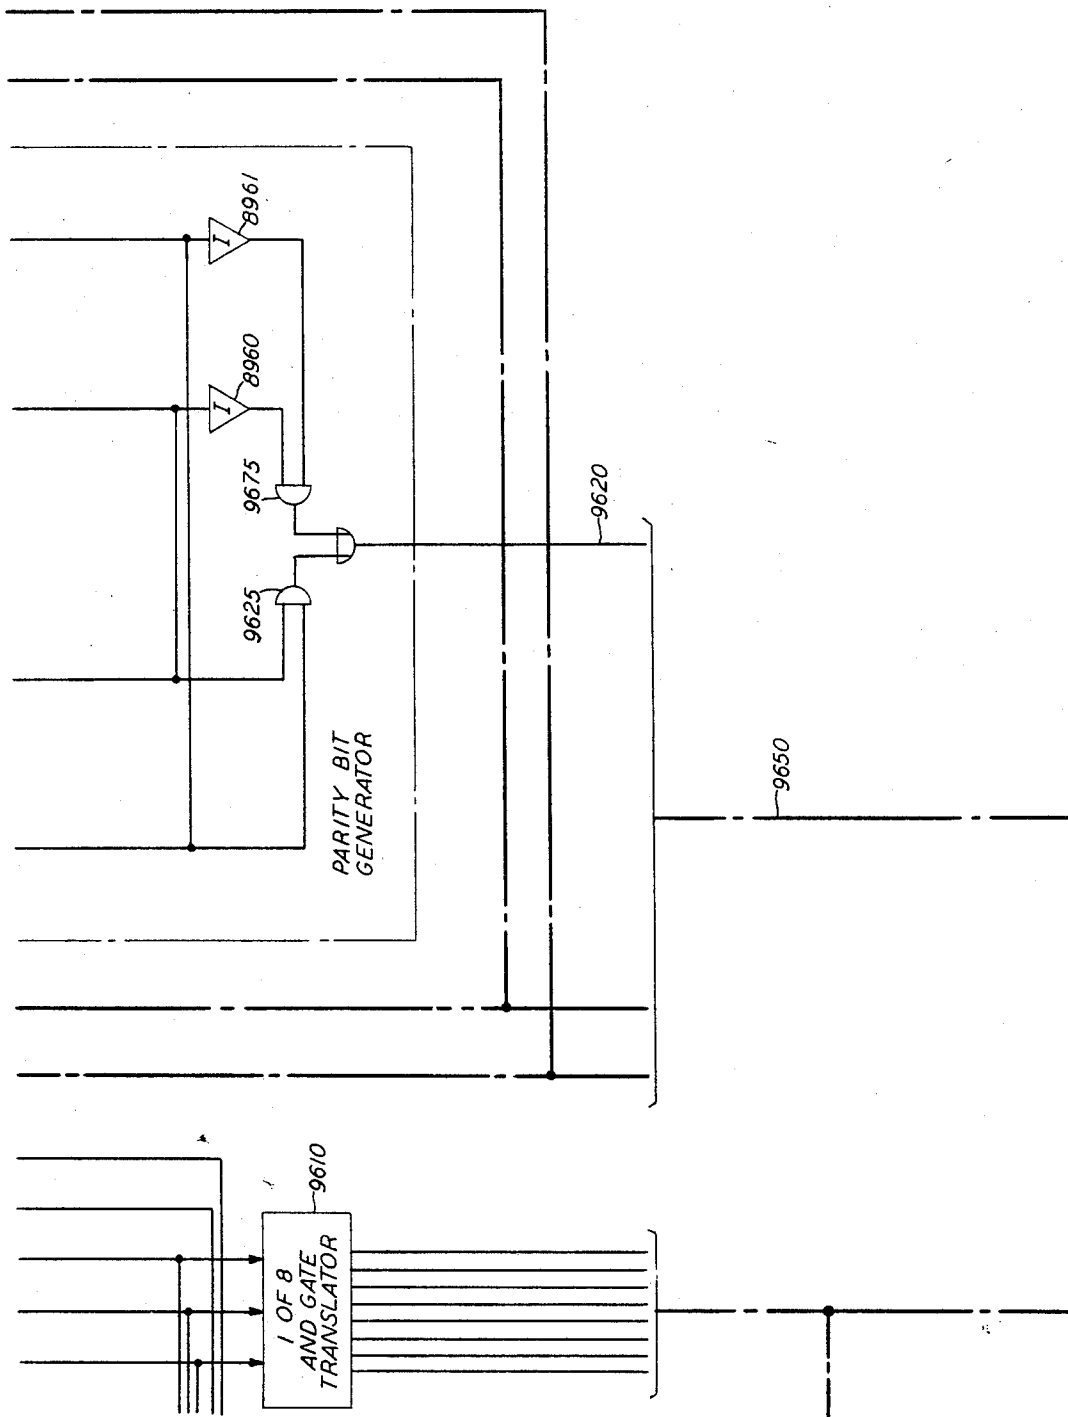 I
8961
I
8960
9675
9625
9620
PARITY BIT
GENERATOR
9650
9610
1 OF 8
AND GATE
TRANSLATOR